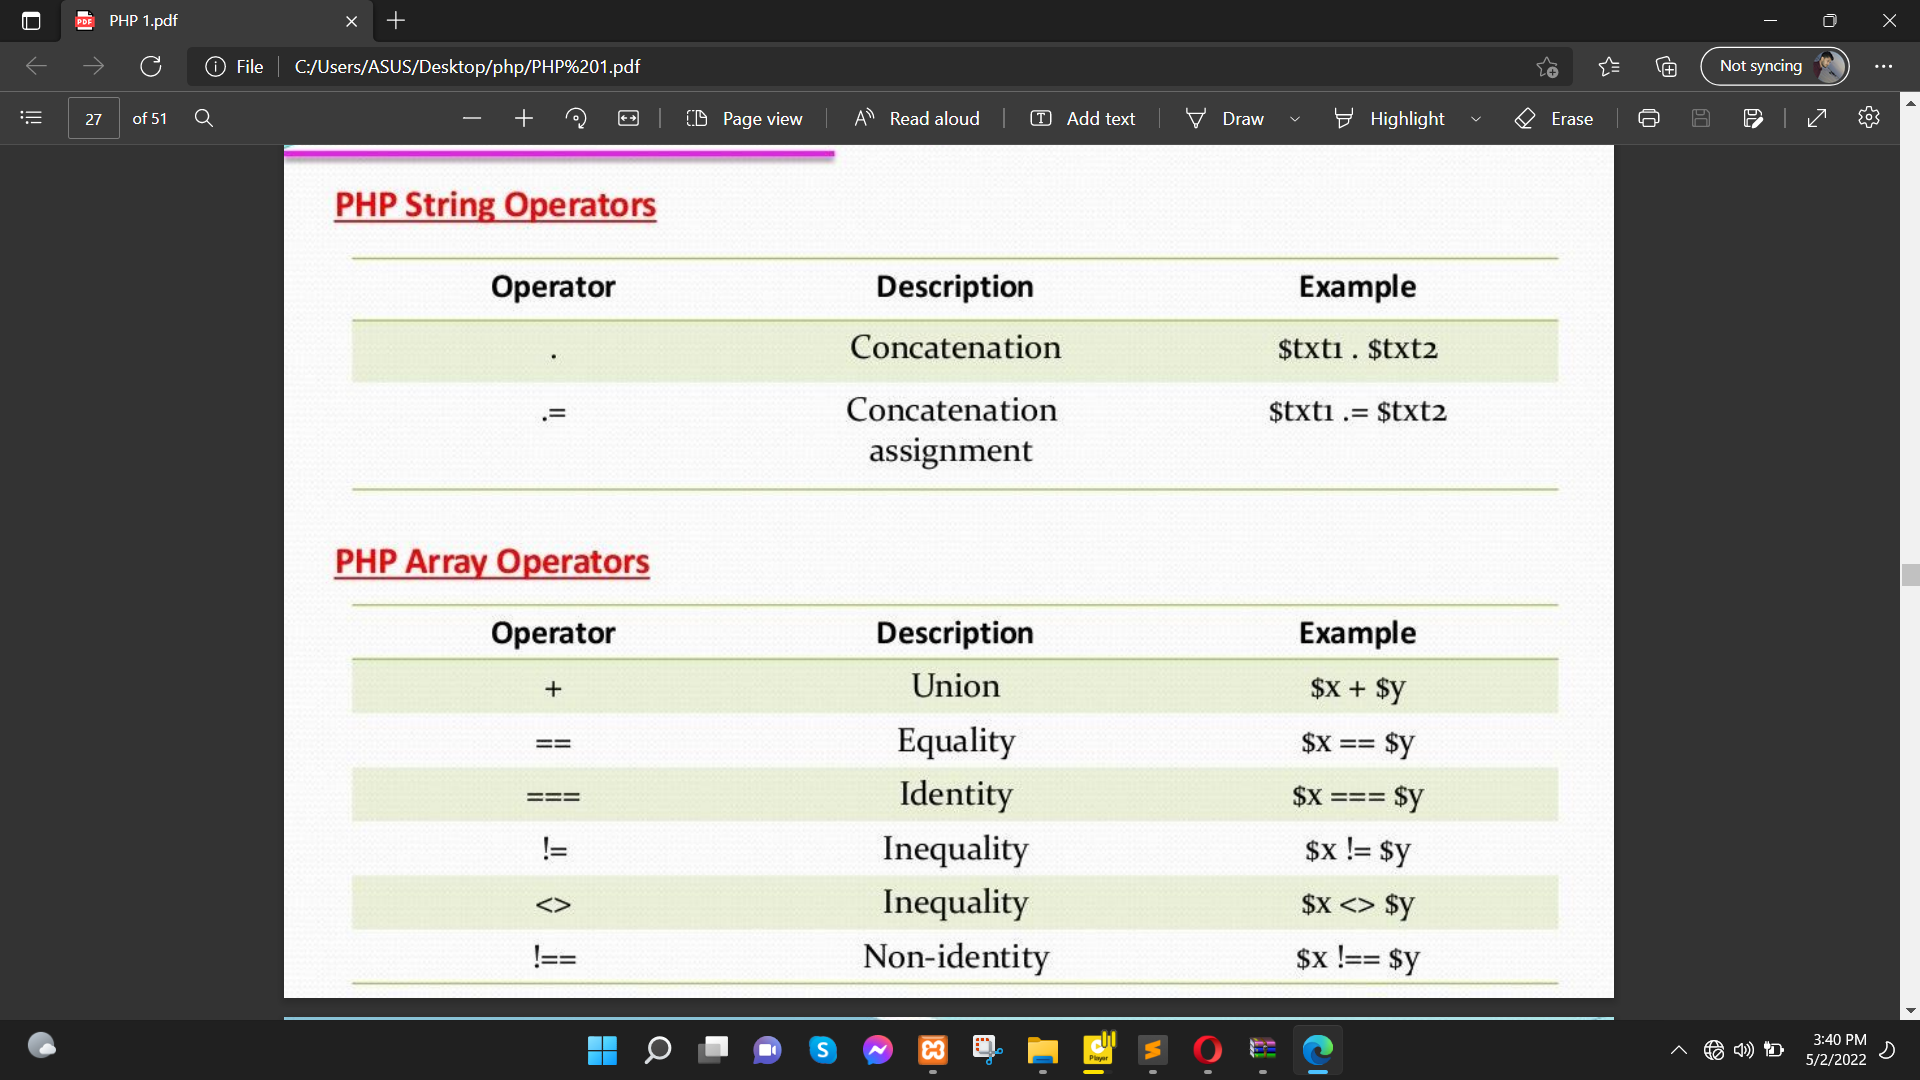 PHP 1.pdf
File
C:/Users/ASUS/Desktop/php/PHP%201.pdf
Not syncing
27 of 51
Page view
Read aloud
Add text
Draw
Highlight
Erase
PHP String Operators
Operator Description Example
. Concatenation $txt1 . $txt2
.= Concatenation assignment $txt1 .= $txt2
PHP Array Operators
Operator Description Example
+ Union $x + $y
== Equality $x == $y
=== Identity $x === $y
!= Inequality $x != $y
<> Inequality $x <> $y
!== Non-identity $x !== $y
Player
3:40 PM
5/2/2022